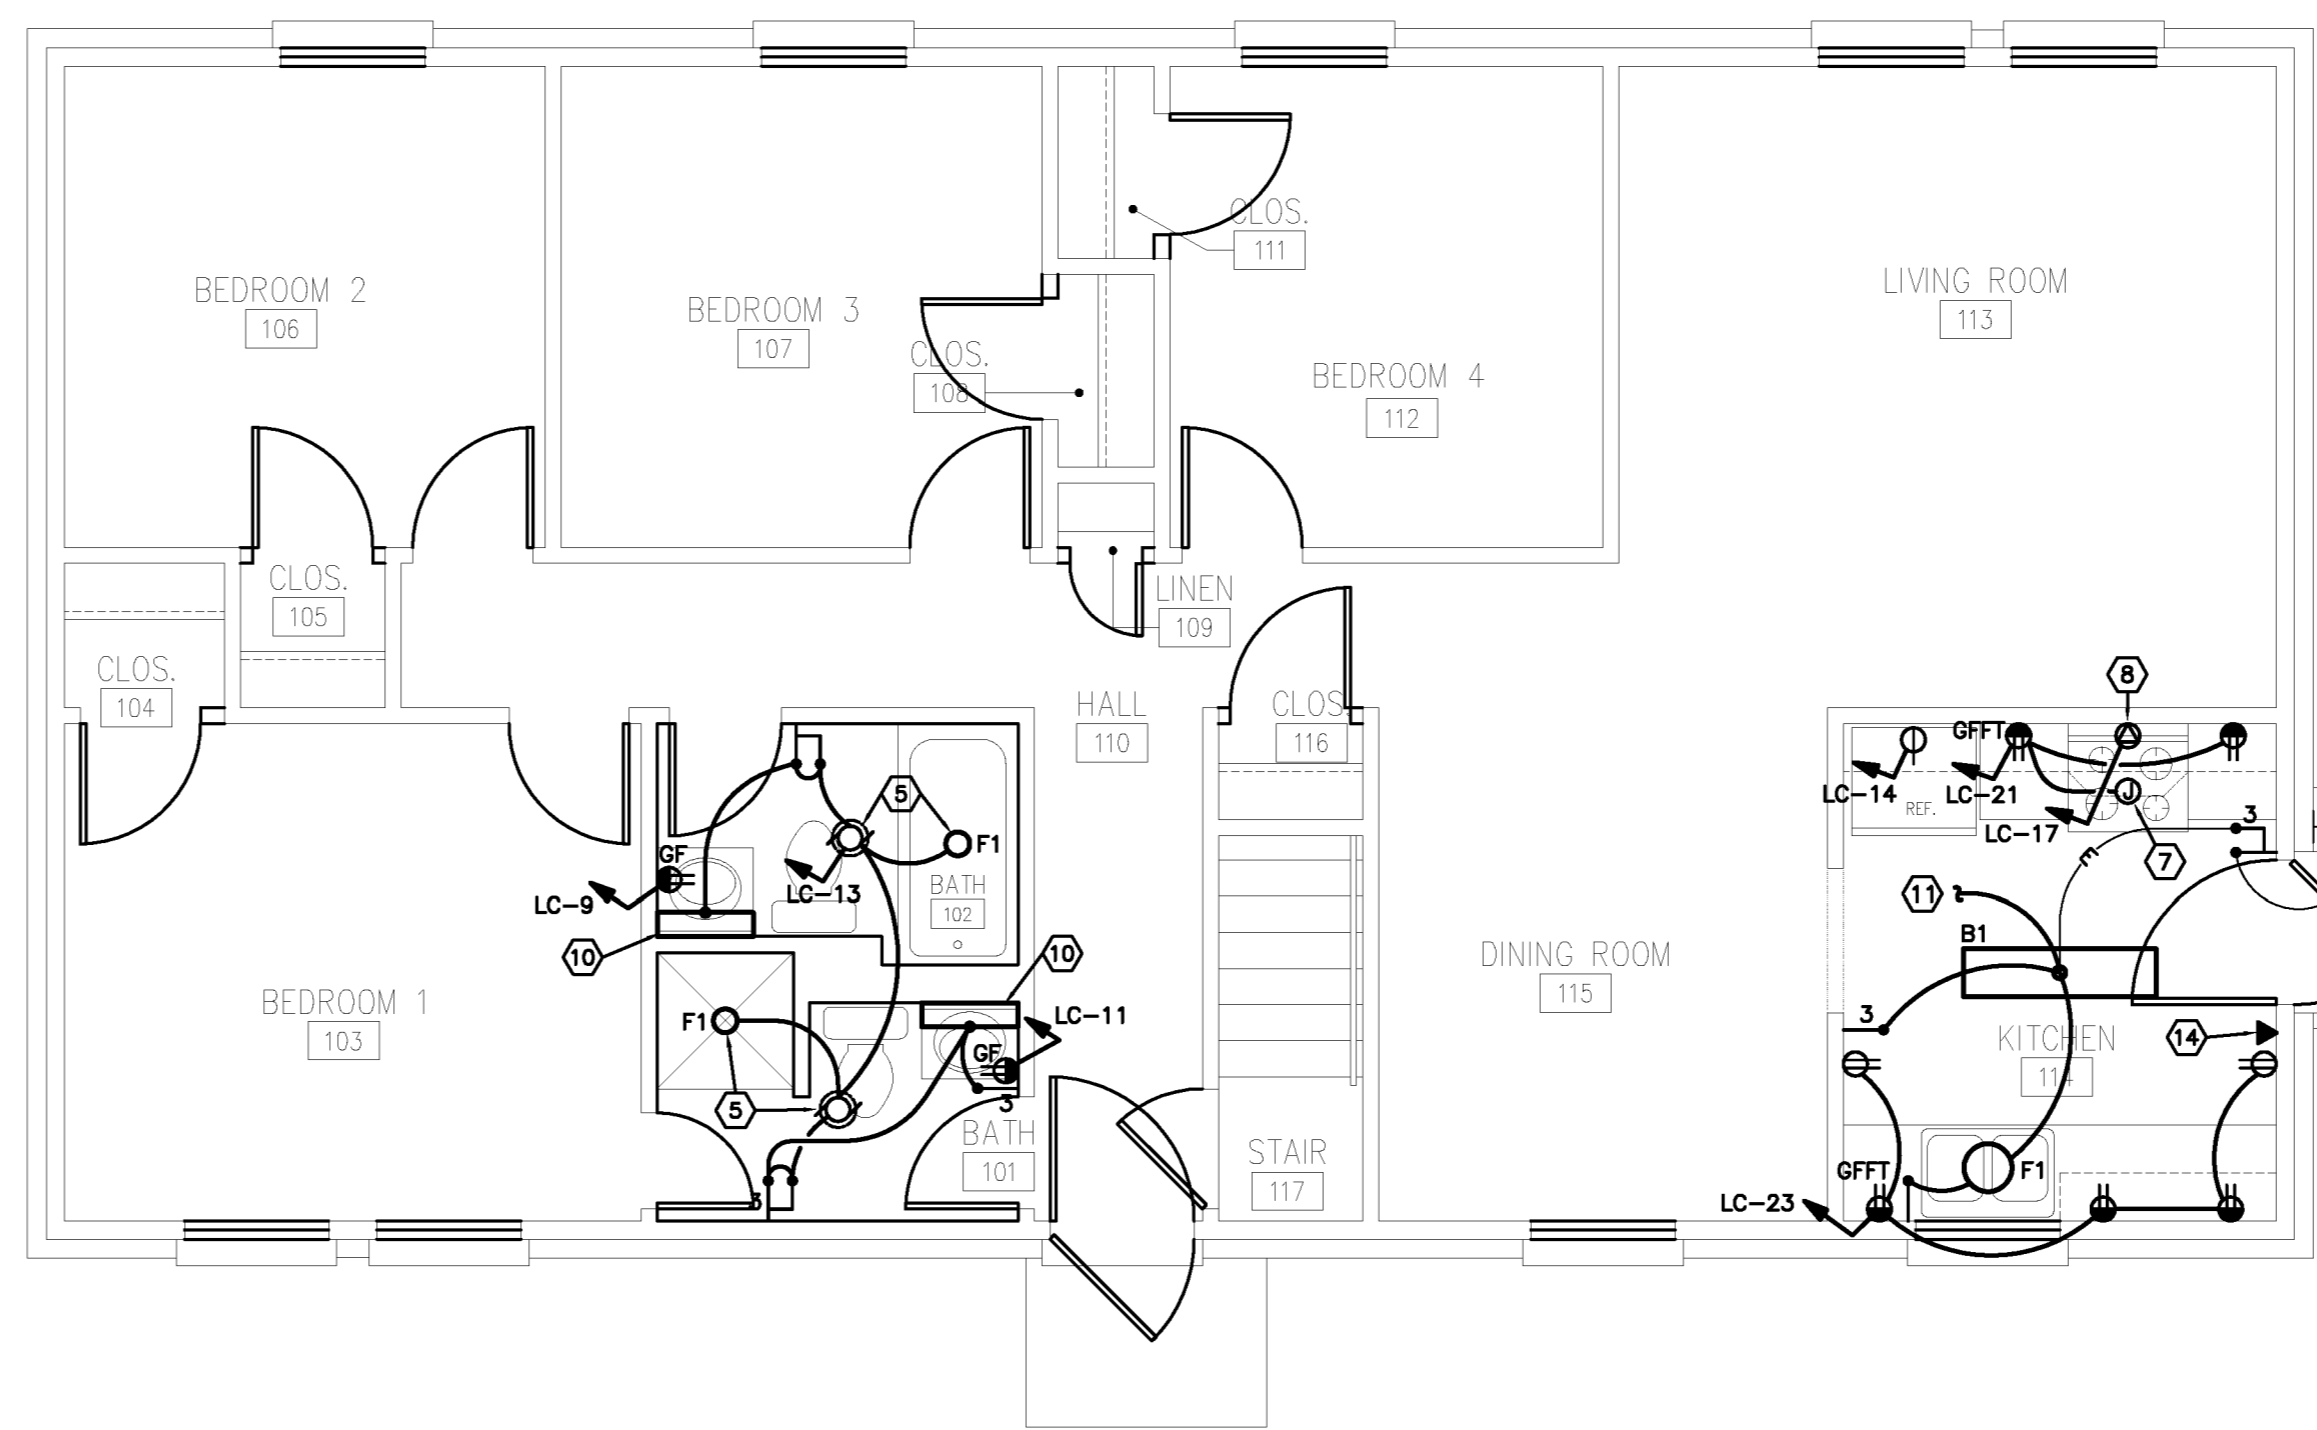 BEDROOM 2
106
BEDROOM 3
107
CLOS.
108
CLOS.
111
BEDROOM 4
112
LIVING ROOM
113
CLOS.
105
CLOS.
104
LINEN
109
HALL
110
CLOS.
116
8
GFFT
LC-14
LC-21
REF.
LC-17
J
7
3
5
F1
GF
LC-9
LC-13
BATH
102
10
10
11
B1
DINING ROOM
115
BEDROOM 1
103
F1
LC-11
GF
3
3
KITCHEN
114
14
5
BATH
101
3
STAIR
117
GFFT
F1
LC-23